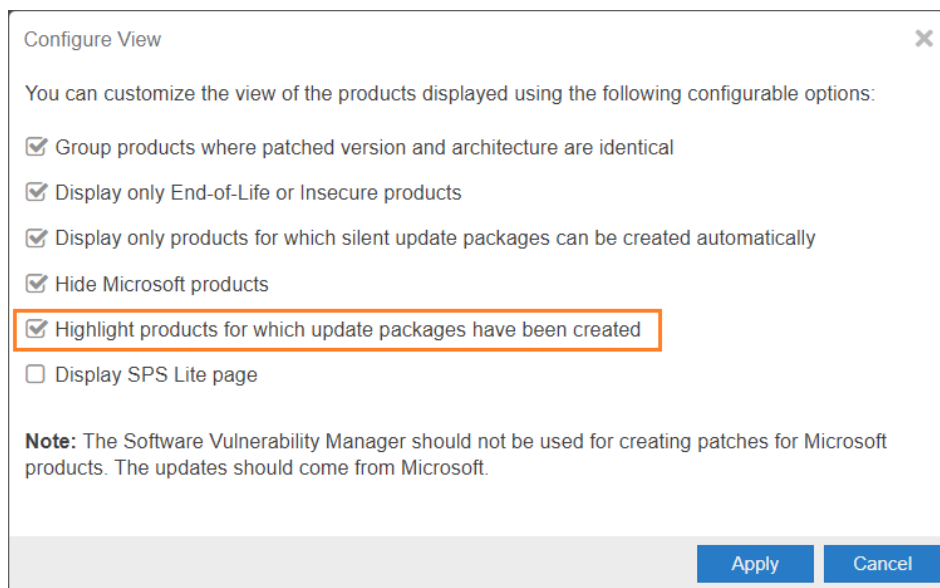 Configure View
You can customize the view of the products displayed using the following configurable options:
Group products where patched version and architecture are identical
Display only End-of-Life or Insecure products
Display only products for which silent update packages can be created automatically
Hide Microsoft products
Highlight products for which update packages have been created
Display SPS Lite page
Note: The Software Vulnerability Manager should not be used for creating patches for Microsoft
products. The updates should come from Microsoft.
Apply Cancel